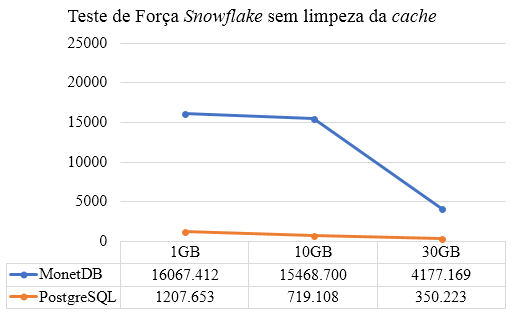 Teste de Força Snowflake sem limpeza da cache
25000
20000
15000
10000
5000
0
1GB 10GB 30GB
MonetDB 16067.412 15468.700 4177.169
PostgreSQL 1207.653 719.108 350.223